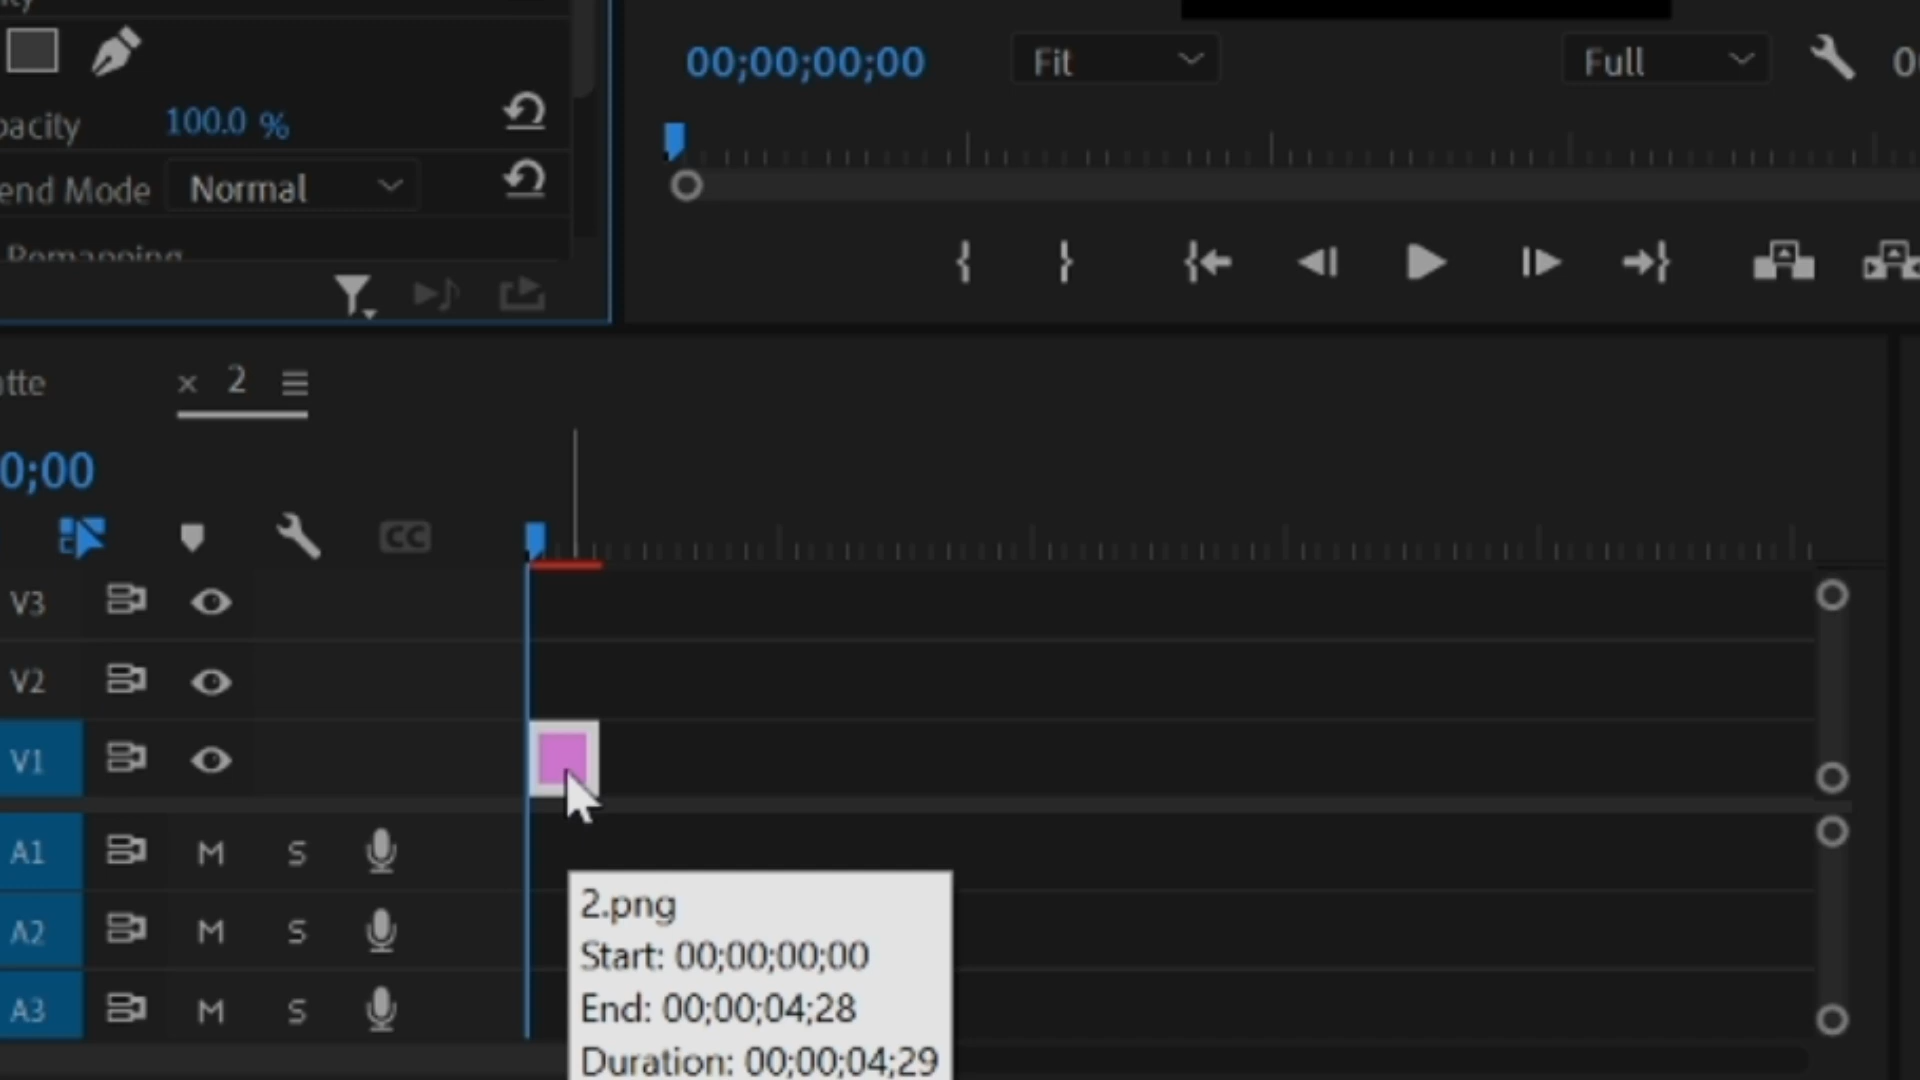 00;00;00;00
Fit
Full
pacity
100.0 %
end Mode
Normal
Remapping
tte
× 2
0;00
CC
V3
V2
V1
A1 M S
A2 M S
A3 M S
2.png
Start: 00;00;00;00
End: 00;00;04;28
Duration: 00;00;04;29